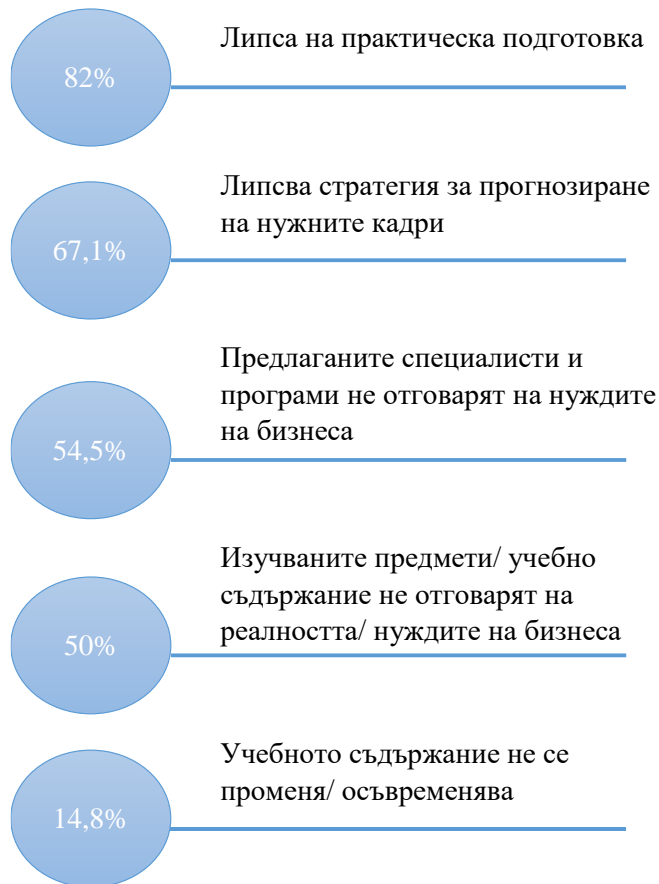 Липса на практическа подготовка
82%
Липсва стратегия за прогнозиране
на нужните кадри
67,1%
Предлаганите специалисти и
програми не отговарят на нуждите
на бизнеса
54,5%
Изучваните предмети/ учебно
съдържание не отговарят на
реалността/ нуждите на бизнеса
50%
Учебното съдържание не се
променя/ осъвременява
14,8%